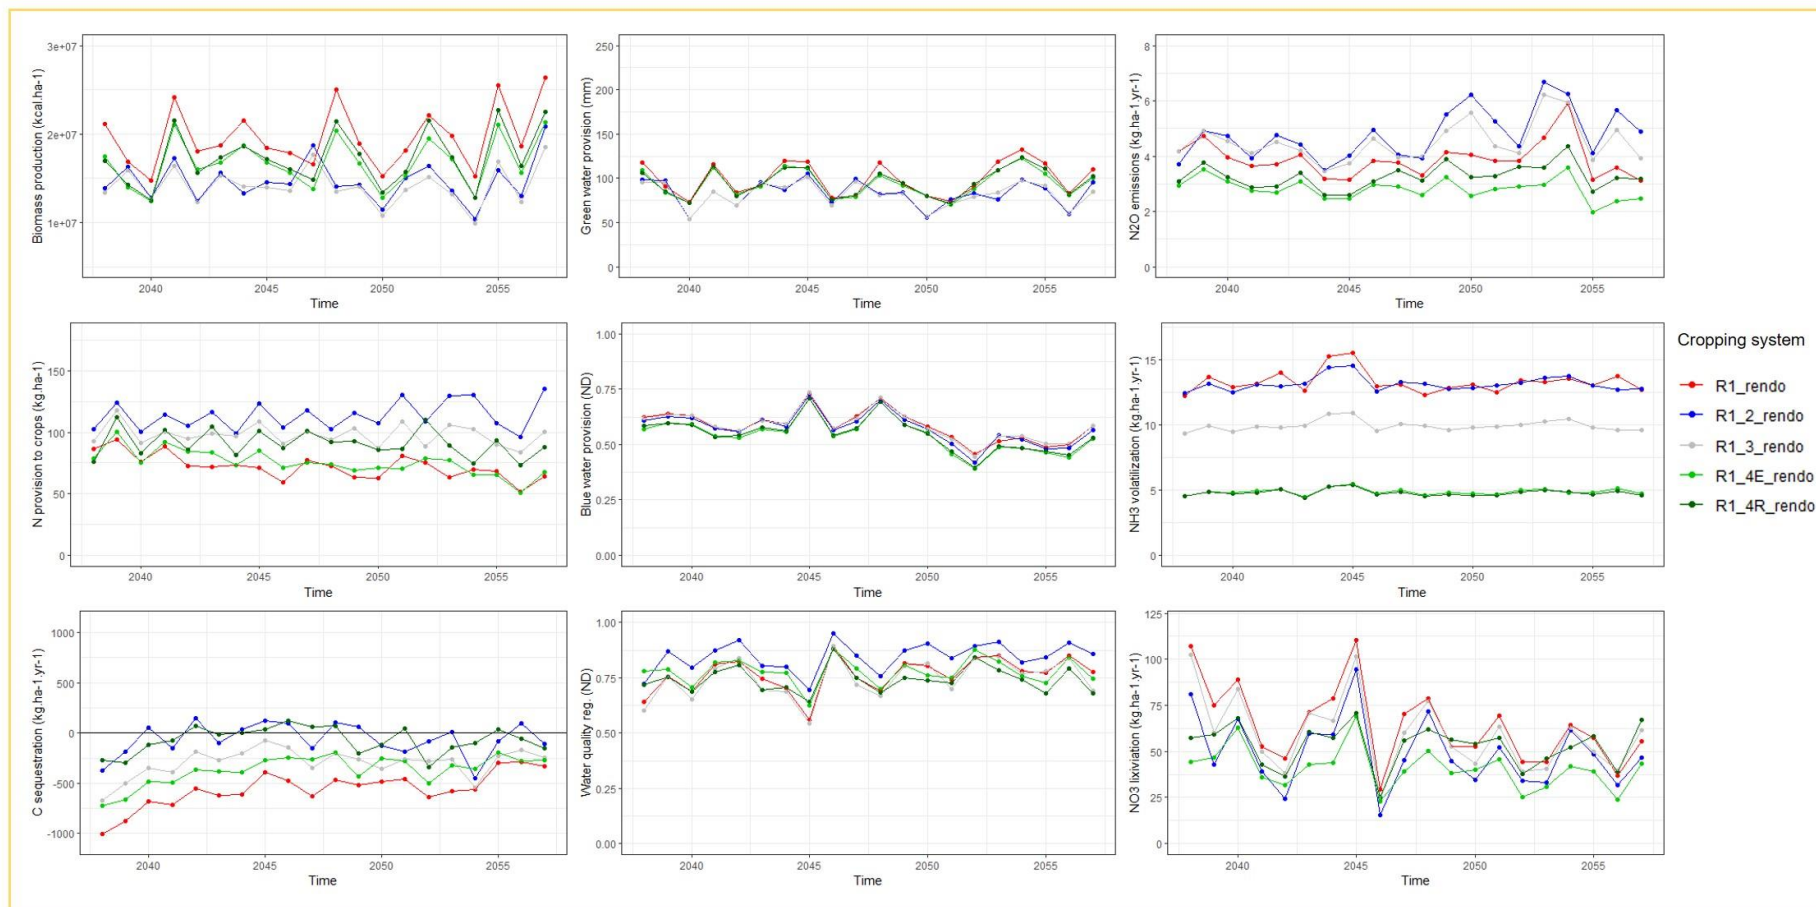 Biomass production (kcal.ha-1)
3e+07
2e+07
1e+07
2040 2045 2050 2055
Time
Green water provision (mm)
250
200
150
100
50
0
2040 2045 2050 2055
Time
N2O emissions (kg.ha-1.yr-1)
8
6
4
2
0
2040 2045 2050 2055
Time
N provision to crops (kg.ha-1)
150
100
50
0
2040 2045 2050 2055
Time
Blue water provision (ND)
1.00
0.75
0.50
0.25
0.00
2040 2045 2050 2055
Time
NH3 volatilization (kg.ha-1.yr-1)
15
10
5
0
2040 2045 2050 2055
Time
C sequestration (kg.ha-1.yr-1)
1000
500
0
-500
-1000
2040 2045 2050 2055
Time
Water quality reg. (ND)
1.00
0.75
0.50
0.25
0.00
2040 2045 2050 2055
Time
NO3 lixiviation (kg.ha-1.yr-1)
125
100
75
50
25
0
2040 2045 2050 2055
Time
Cropping system
R1_rendo
R1_2_rendo
R1_3_rendo
R1_4E_rendo
R1_4R_rendo